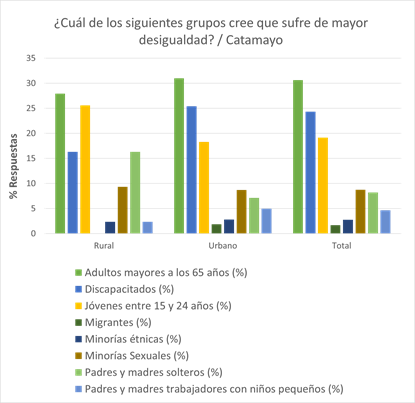 ¿Cuál de los siguientes grupos cree que sufre de mayor
desigualdad? / Catamayo
% Respuestas
35
30
25
20
15
10
5
0
Rural
Urbano
Total
Adultos mayores a los 65 años (%)
Discapacitados (%)
Jóvenes entre 15 y 24 años (%)
Migrantes (%)
Minorías étnicas (%)
Minorías Sexuales (%)
Padres y madres solteros (%)
Padres y madres trabajadores con niños pequeños (%)